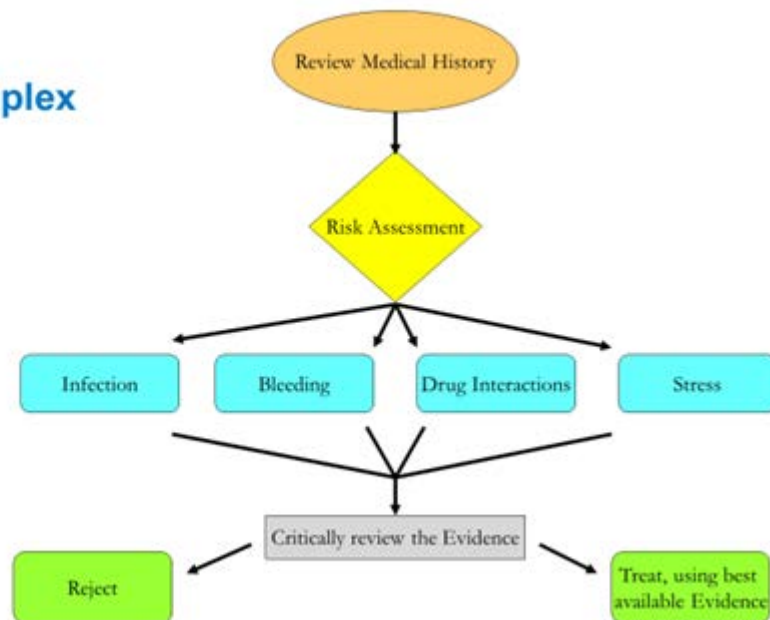 plex
Review Medical History
Risk Assessment
Infection
Bleeding
Drug Interactions
Stress
Critically review the Evidence
Reject
Treat, using best
available Evidence